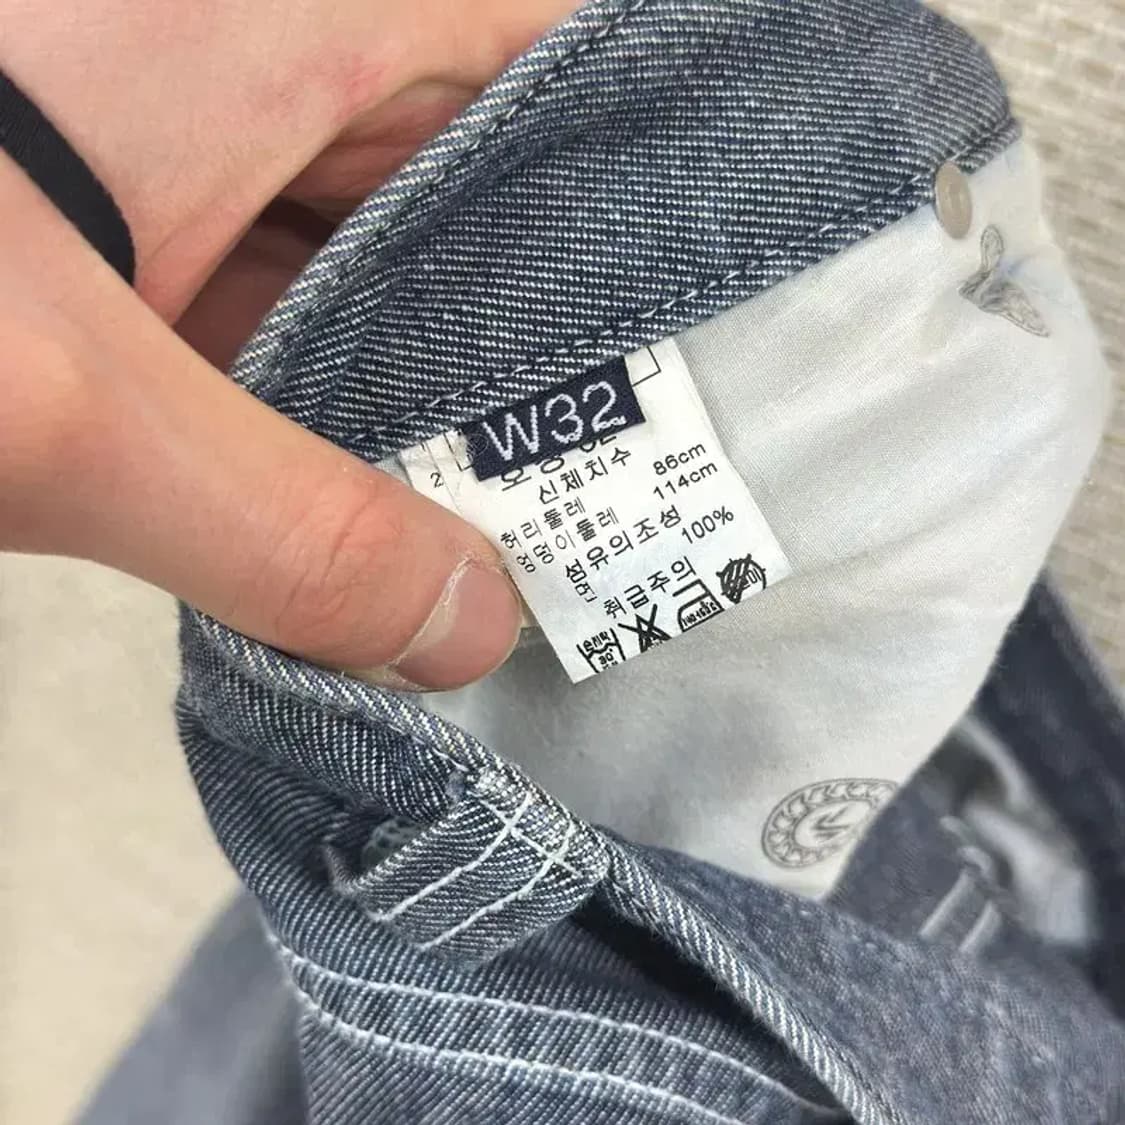 W32
신체치수
허리둘레 86cm
엉덩이둘레 114cm
섬유의조성
면 100%
취급주의